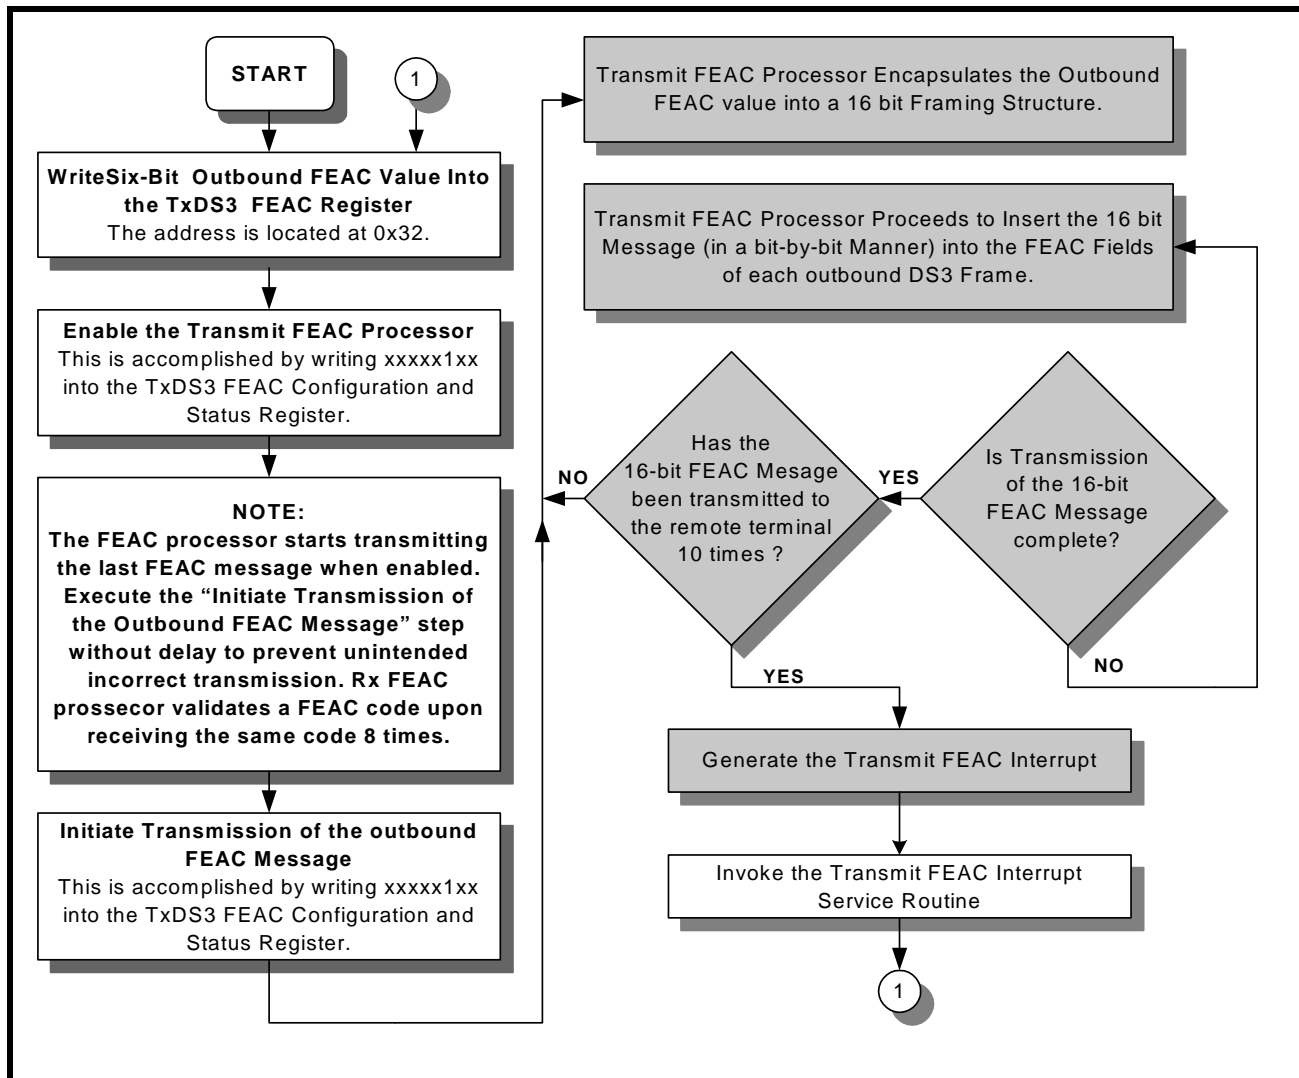 START
1
WriteSix-Bit Outbound FEAC Value Into
the TxDS3 FEAC Register
The address is located at 0x32.
Enable the Transmit FEAC Processor
This is accomplished by writing xxxxx1xx
into the TxDS3 FEAC Configuration and
Status Register.
NOTE:
The FEAC processor starts transmitting
the last FEAC message when enabled.
Execute the “Initiate Transmission of
the Outbound FEAC Message” step
without delay to prevent unintended
incorrect transmission. Rx FEAC
prossecor validates a FEAC code upon
receiving the same code 8 times.
Initiate Transmission of the outbound
FEAC Message
This is accomplished by writing xxxxx1xx
into the TxDS3 FEAC Configuration and
Status Register.
Transmit FEAC Processor Encapsulates the Outbound
FEAC value into a 16 bit Framing Structure.
Transmit FEAC Processor Proceeds to Insert the 16 bit
Message (in a bit-by-bit Manner) into the FEAC Fields
of each outbound DS3 Frame.
Is Transmission
of the 16-bit
FEAC Message
complete?
NO
YES
Has the
16-bit FEAC Mesage
been transmitted to
the remote terminal
10 times ?
NO
YES
Generate the Transmit FEAC Interrupt
Invoke the Transmit FEAC Interrupt
Service Routine
1